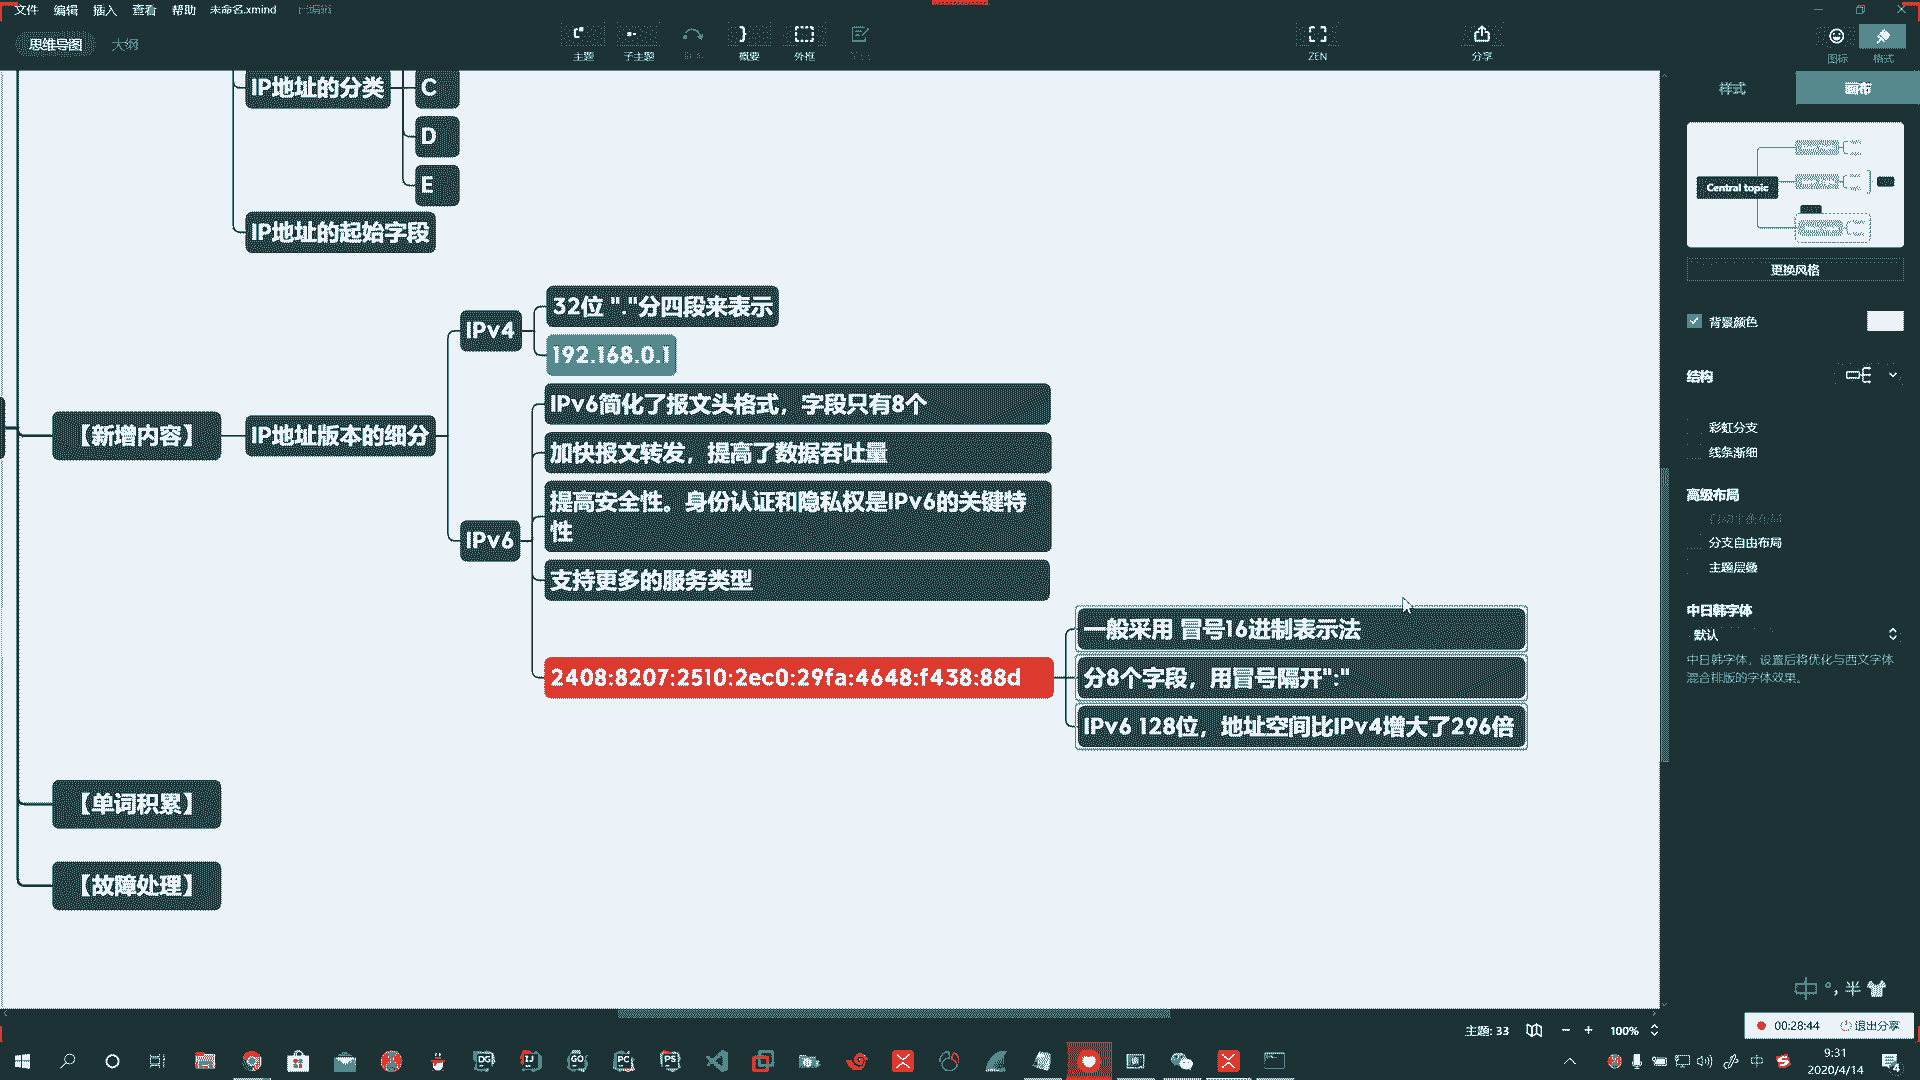 文件 编辑 插入 查看 帮助 未命名.xmind 已编辑
思维导图 大纲
主题 子主题 概要 外框 ZEN 分享 图标 格式
样式 画布
IP地址的分类
C
D
E
IP地址的起始字段
【新增内容】
IP地址版本的细分
IPv4
32位 "."分四段来表示
192.168.0.1
IPv6
IPv6简化了报文头格式，字段只有8个
加快报文转发，提高了数据吞吐量
提高安全性。身份认证和隐私权是IPv6的关键特
性
支持更多的服务类型
2408:8207:2510:2ec0:29fa:4648:f438:88d
一般采用 冒号16进制表示法
分8个字段，用冒号隔开":"
IPv6 128位，地址空间比IPv4增大了296倍
【单词积累】
【故障处理】
Central topic
更换风格
背景颜色
结构
彩虹分支
线条渐细
高级布局
自动平衡布局
分支自由布局
主题层叠
中日韩字体
默认
中日韩字体，设置后将优化与西文字体
混合排版的字体效果。
中 °, 半
主题: 33
100%
00:28:44 退出分享
DG IJ GO PC PS
中
9:31
2020/4/14
4